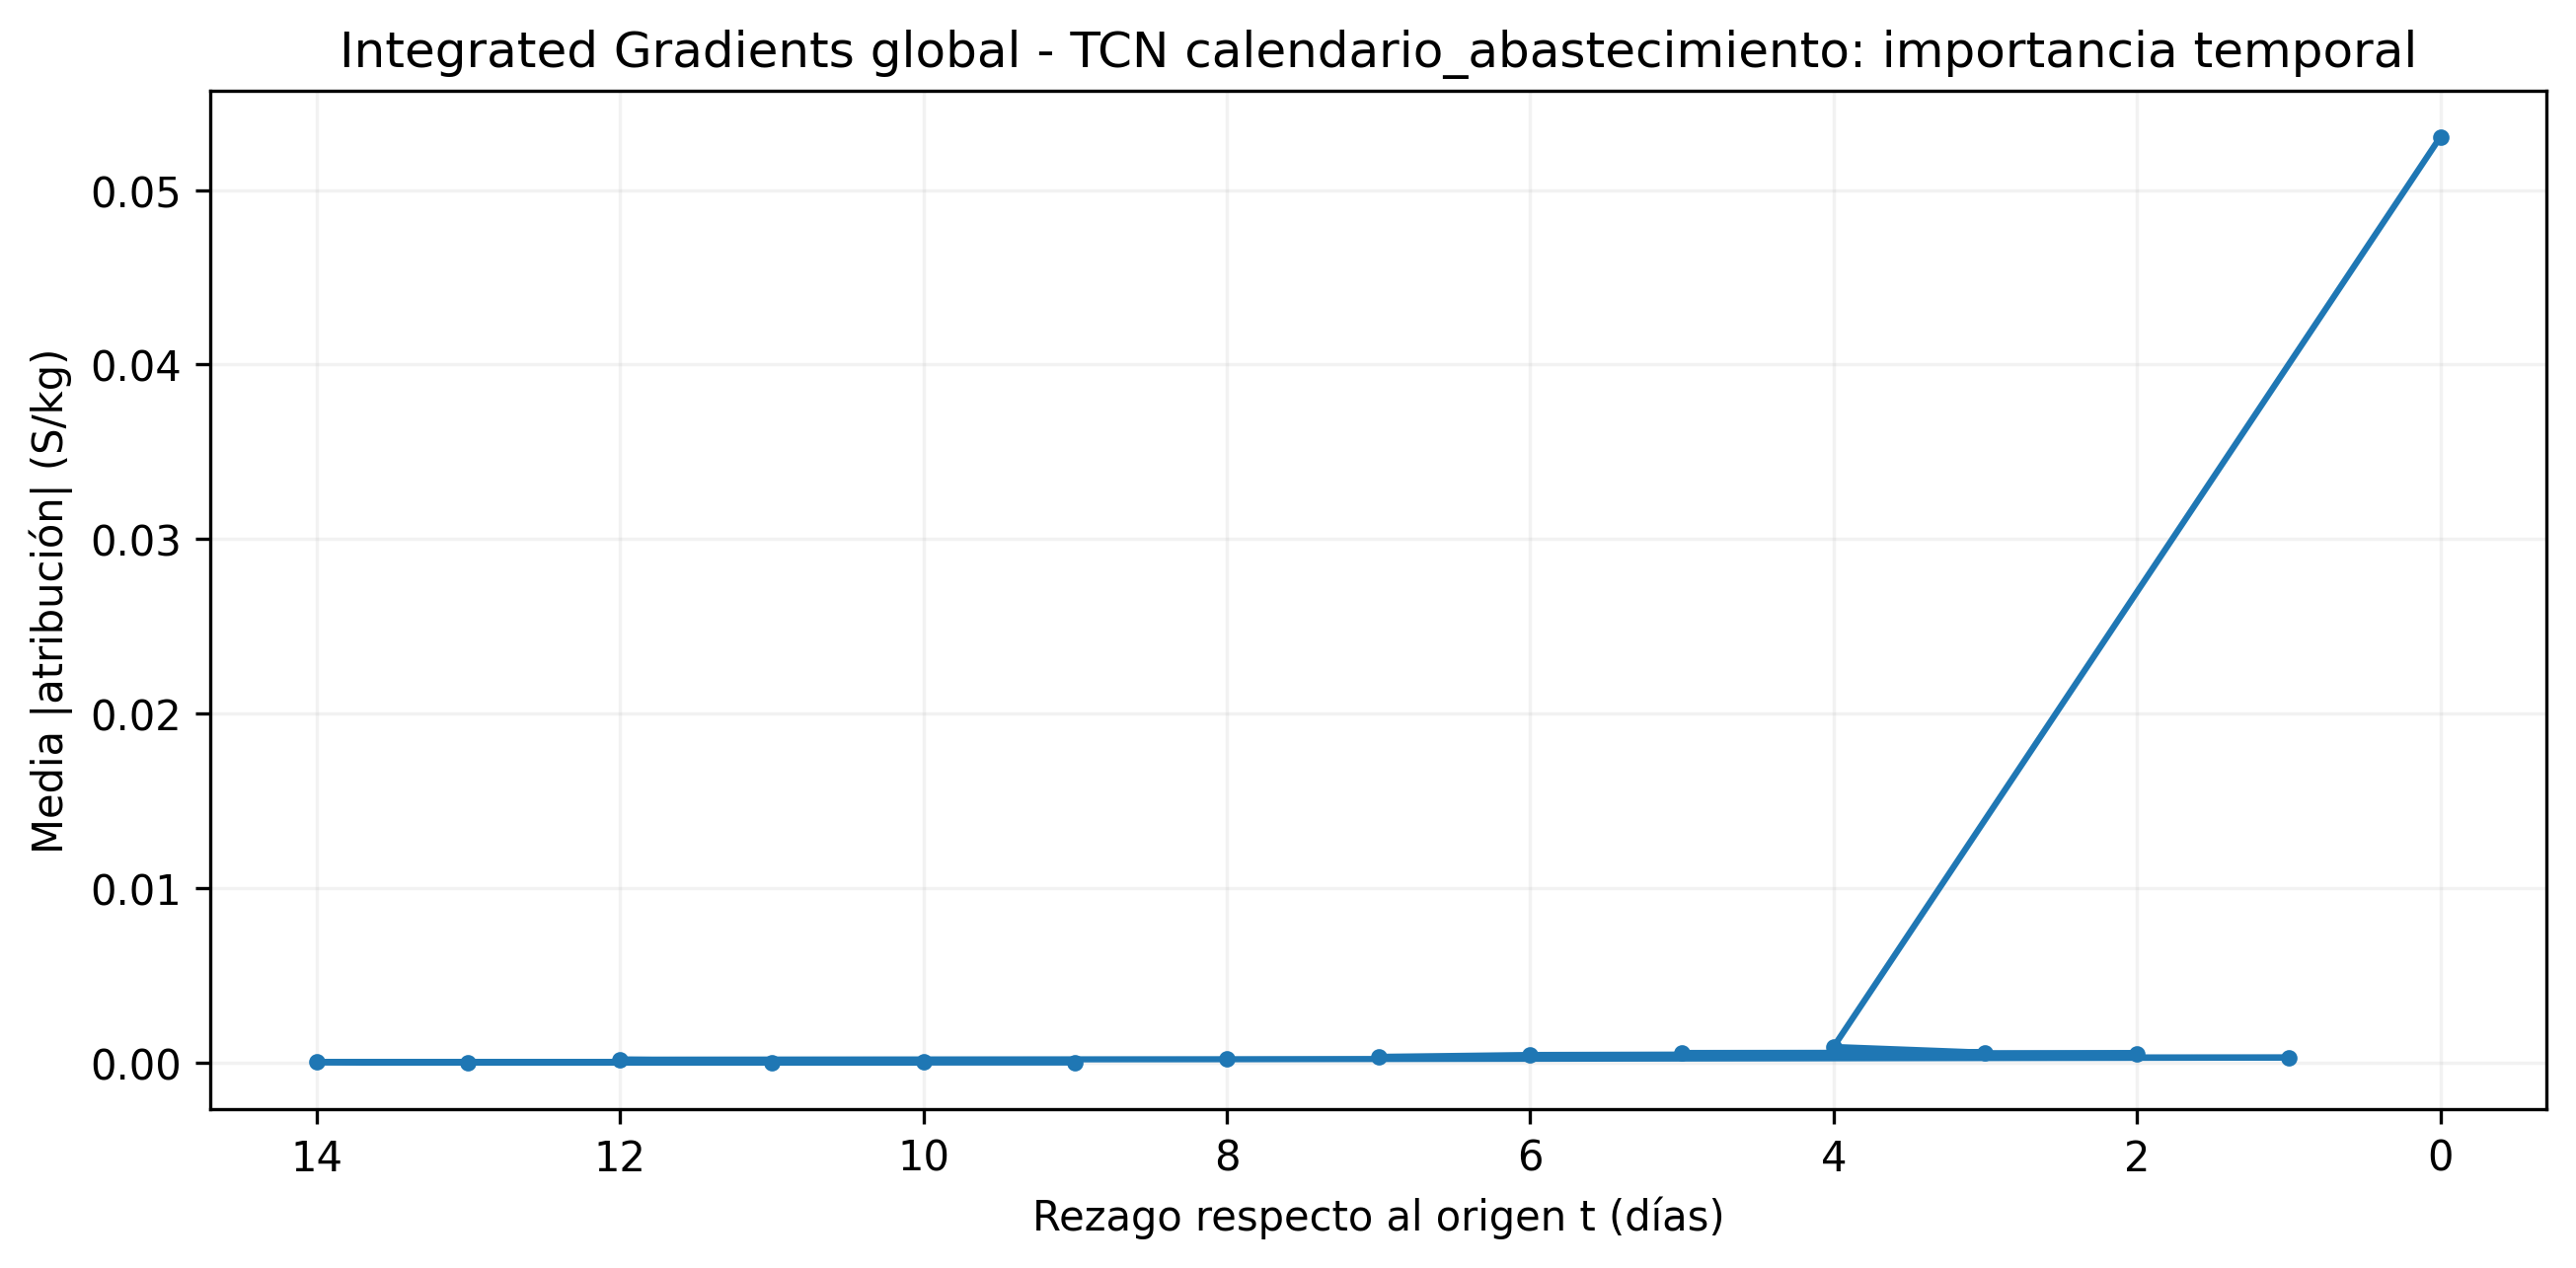 Integrated Gradients global - TCN calendario_abastecimiento: importancia temporal
Media |atribución| (S/kg)
0.05
0.04
0.03
0.02
0.01
0.00
14 12 10 8 6 4 2 0
Rezago respecto al origen t (días)